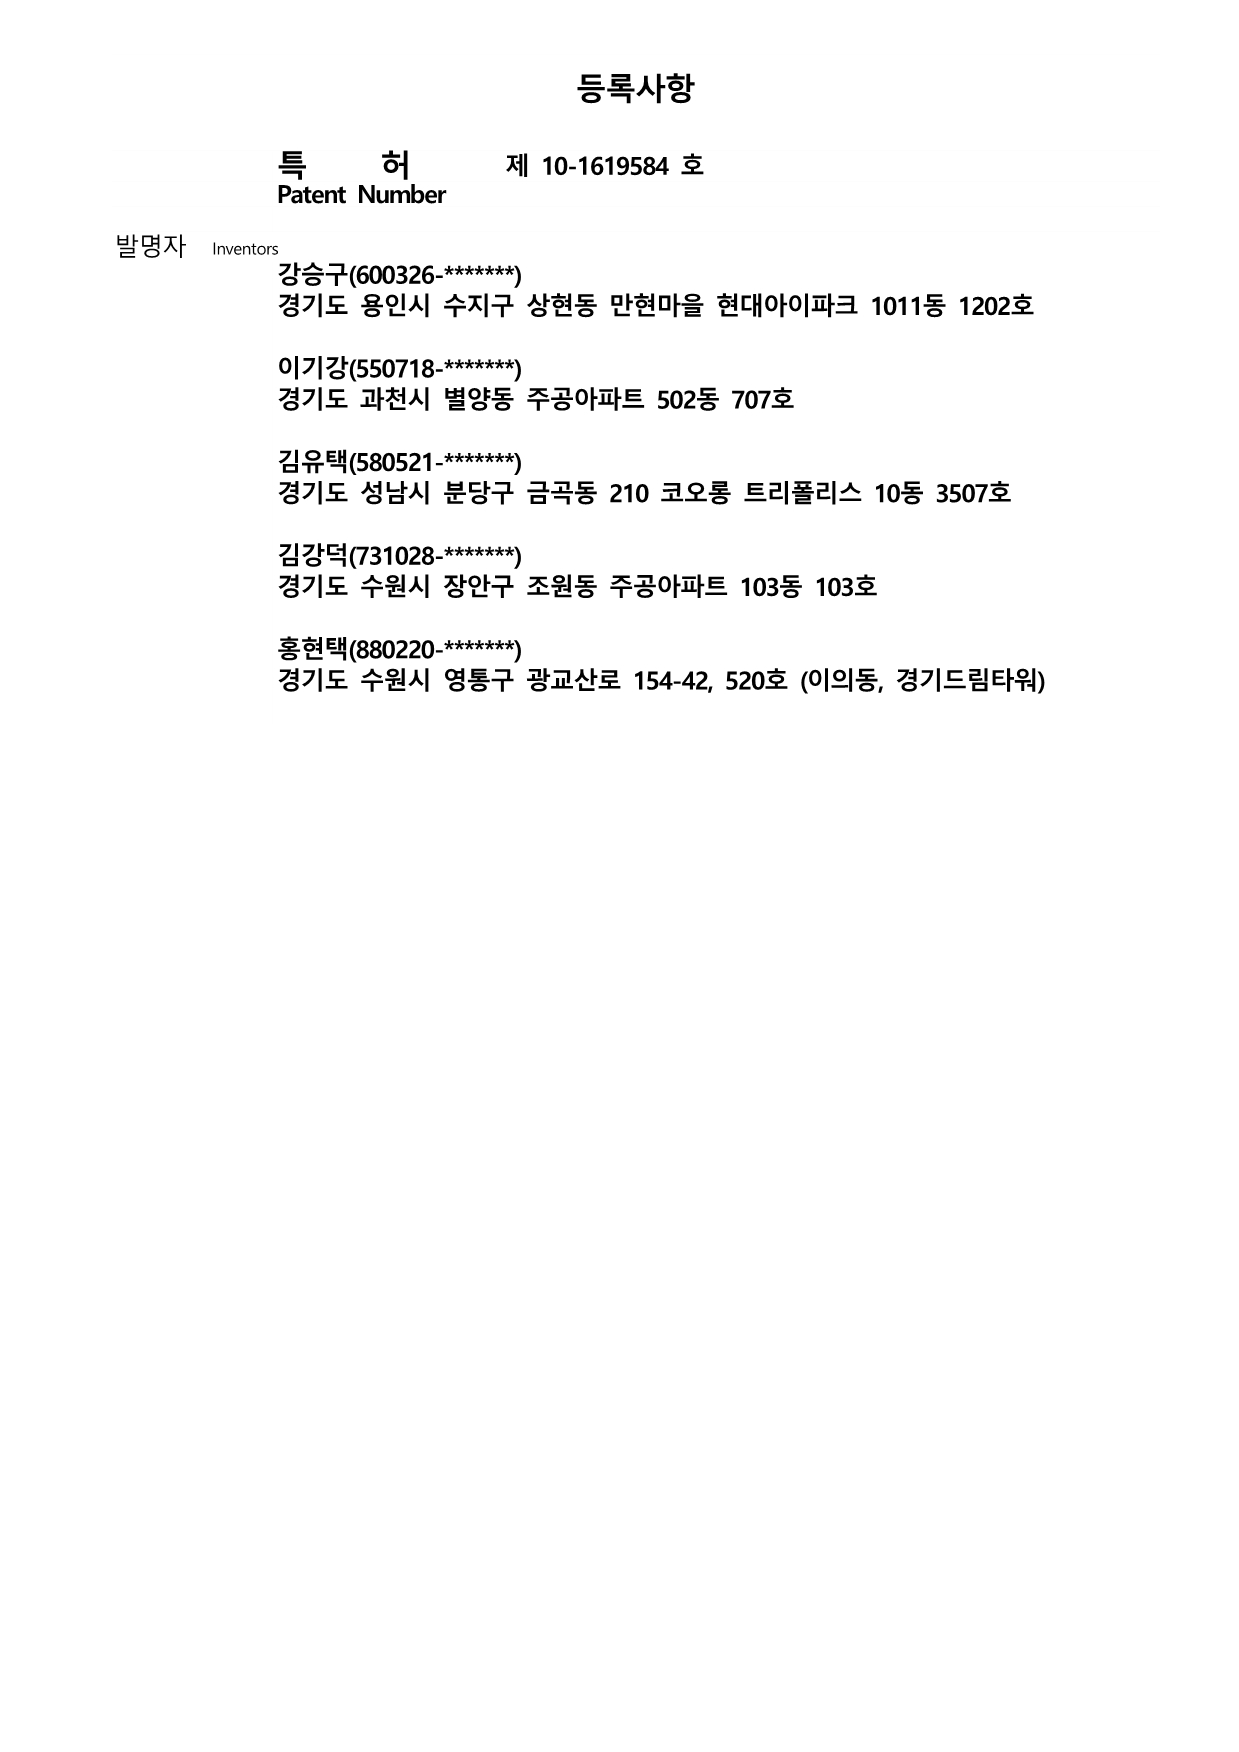 등록사항
특 허 제 10-1619584 호
Patent Number
발명자 Inventors
강승구(600326-*******)
경기도 용인시 수지구 상현동 만현마을 현대아이파크 1011동 1202호
이기강(550718-*******)
경기도 과천시 별양동 주공아파트 502동 707호
김유택(580521-*******)
경기도 성남시 분당구 금곡동 210 코오롱 트리폴리스 10동 3507호
김강덕(731028-*******)
경기도 수원시 장안구 조원동 주공아파트 103동 103호
홍현택(880220-*******)
경기도 수원시 영통구 광교산로 154-42, 520호 (이의동, 경기드림타워)